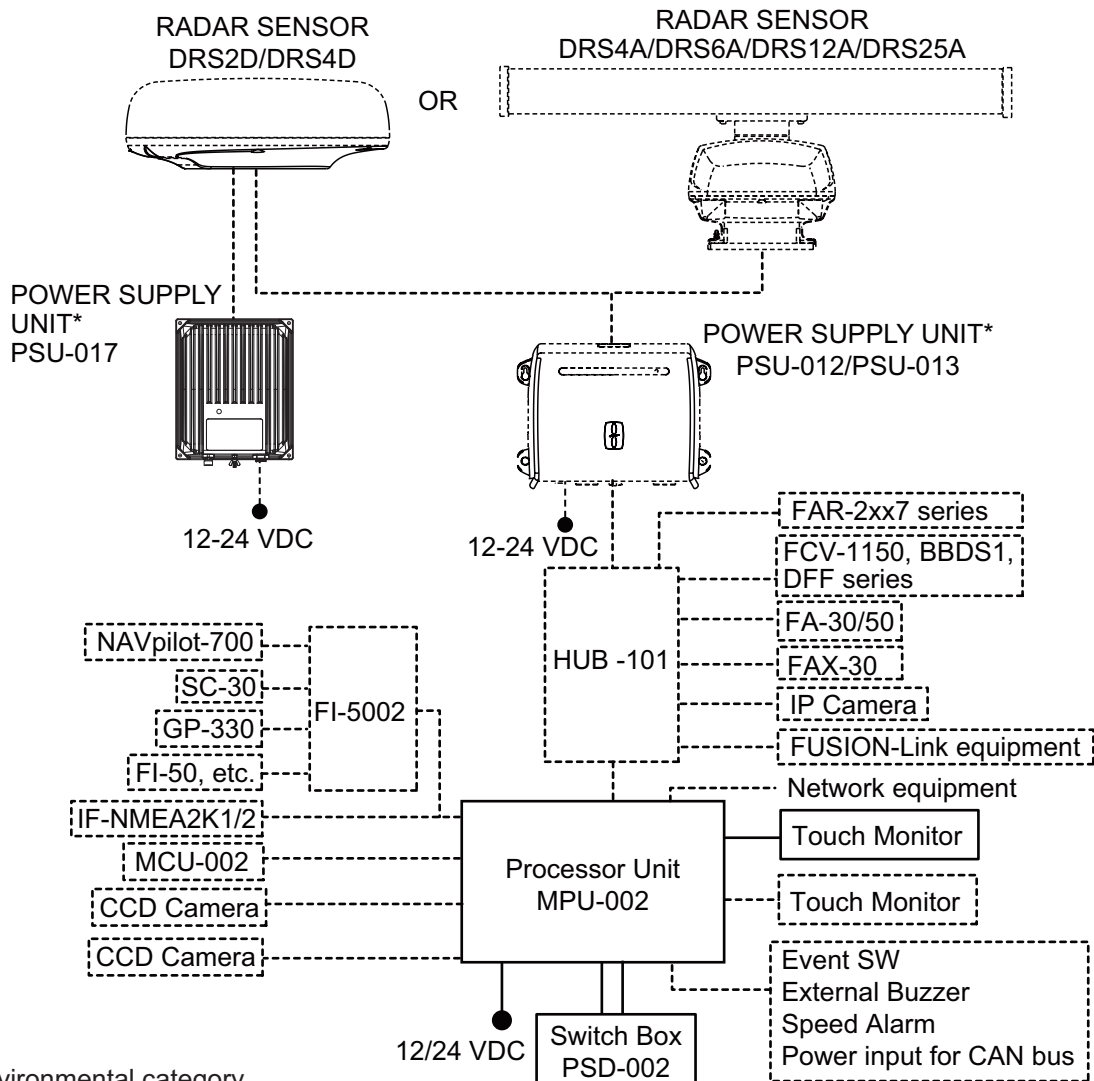 RADAR SENSOR
DRS2D/DRS4D
OR
RADAR SENSOR
DRS4A/DRS6A/DRS12A/DRS25A
POWER SUPPLY
UNIT*
PSU-017
POWER SUPPLY UNIT*
PSU-012/PSU-013
12-24 VDC
12-24 VDC
FAR-2xx7 series
FCV-1150, BBDS1,
DFF series
FA-30/50
FAX-30
IP Camera
FUSION-Link equipment
HUB -101
NAVpilot-700
SC-30
GP-330
FI-50, etc.
FI-5002
IF-NMEA2K1/2
MCU-002
CCD Camera
CCD Camera
Processor Unit
MPU-002
Network equipment
Touch Monitor
Touch Monitor
Event SW
External Buzzer
Speed Alarm
Power input for CAN bus
12/24 VDC
Switch Box
PSD-002
category